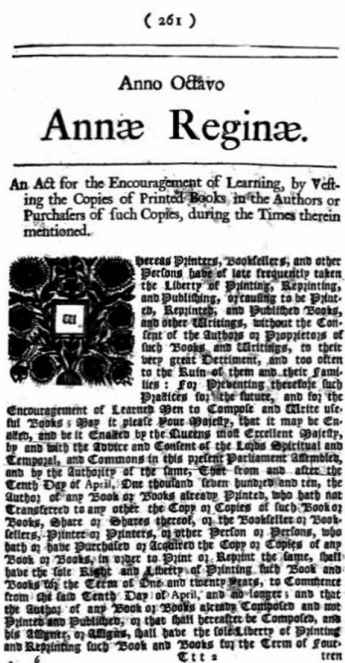 ( 261 )
Anno Octavo
Annæ Reginæ.
An Act for the Encouragement of Learning, by Vest-
ing the Copies of Printed Books in the Authors or
Purchasers of such Copies, during the Times therein
mentioned.
Whereas Printers, Booksellers, and other
Persons have of late frequently taken
the Liberty of Printing, Reprinting,
and Publishing, or causing to be Print-
ed, Reprinted, and Published Books,
and other Writings, without the Con-
sent of the Authors or Proprietors of
such Books and Writings, to their
very great Detriment, and too often
to the Ruin of them and their Fami-
lies: For Preventing therefore such
Practices for the future, and for the
Encouragement of Learned Men to Compose and Write use-
ful Books; May it please Your Majesty, that it may be En-
acted, and be it Enacted by the Queens most Excellent Majesty,
by and with the Advice and Consent of the Lords Spiritual and
Temporal, and Commons in this present Parliament Assembled,
and by the Authority of the same, That from and after the
Tenth Day of April, One thousand seven hundred and ten, the
Author of any Book or Books already Printed, who hath not
Transferred to any other the Copy or Copies of such Book or
Books, Share or Shares thereof, or the Bookseller or Book-
sellers, Printer or Printers, or other Person or Persons, who
hath or have Purchased or Acquired the Copy or Copies of any
Book or Books, in order to Print or Reprint the same, shall
have the sole Right and Liberty of Printing such Book and
Books for the Term of One and twenty Years, to Commence
from the said Tenth Day of April, and no longer; and that
the Author of any Book or Books already Composed and not
Printed and Published, or that shall hereafter be Composed, and
his Assignee, or Assigns, shall have the sole Liberty of Printing
and Reprinting such Book and Books for the Term of Four-
6 Tttt 2 teen